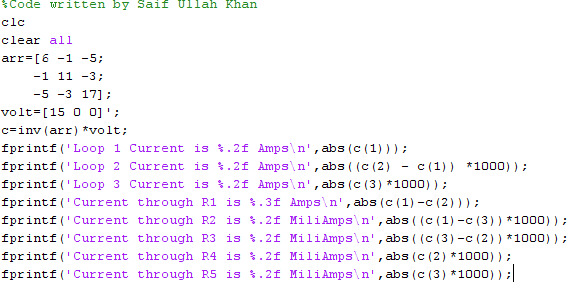 %Code written by Saif Ullah Khan
clc
clear all
arr=[6 -1 -5;
-1 11 -3;
-5 -3 17];
volt=[15 0 0]';
c=inv(arr)*volt;
fprintf('Loop 1 Current is %.2f Amps\n',abs(c(1)));
fprintf('Loop 2 Current is %.2f Amps\n',abs((c(2) - c(1)) *1000));
fprintf('Loop 3 Current is %.2f Amps\n',abs(c(3)*1000));
fprintf('Current through R1 is %.3f Amps\n',abs(c(1)-c(2)));
fprintf('Current through R2 is %.2f MiliAmps\n',abs((c(1)-c(3))*1000));
fprintf('Current through R3 is %.2f MiliAmps\n',abs((c(3)-c(2))*1000));
fprintf('Current through R4 is %.2f MiliAmps\n',abs(c(2)*1000));
fprintf('Current through R5 is %.2f MiliAmps\n',abs(c(3)*1000));